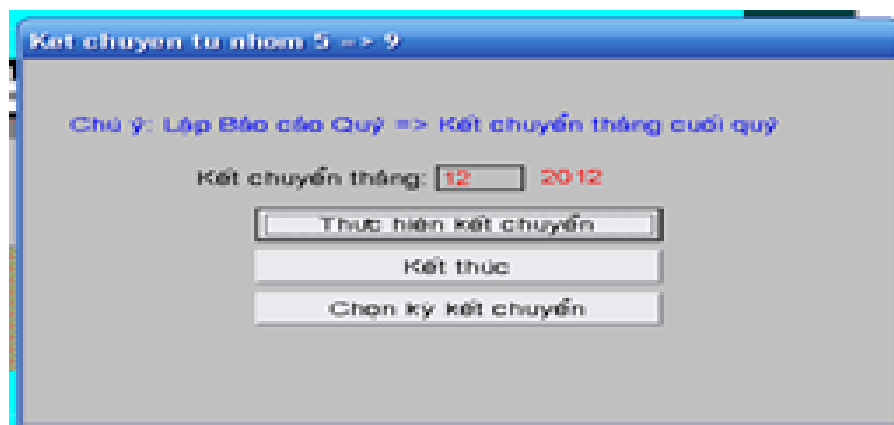 Ket chuyen tu nhom 5 --> 9
Chú ý: Lập Báo cáo Quý => Kết chuyển tháng cuối quý
Kết chuyển tháng: 12 2012
Thực hiện kết chuyển
Kết thúc
Chọn kỳ kết chuyển